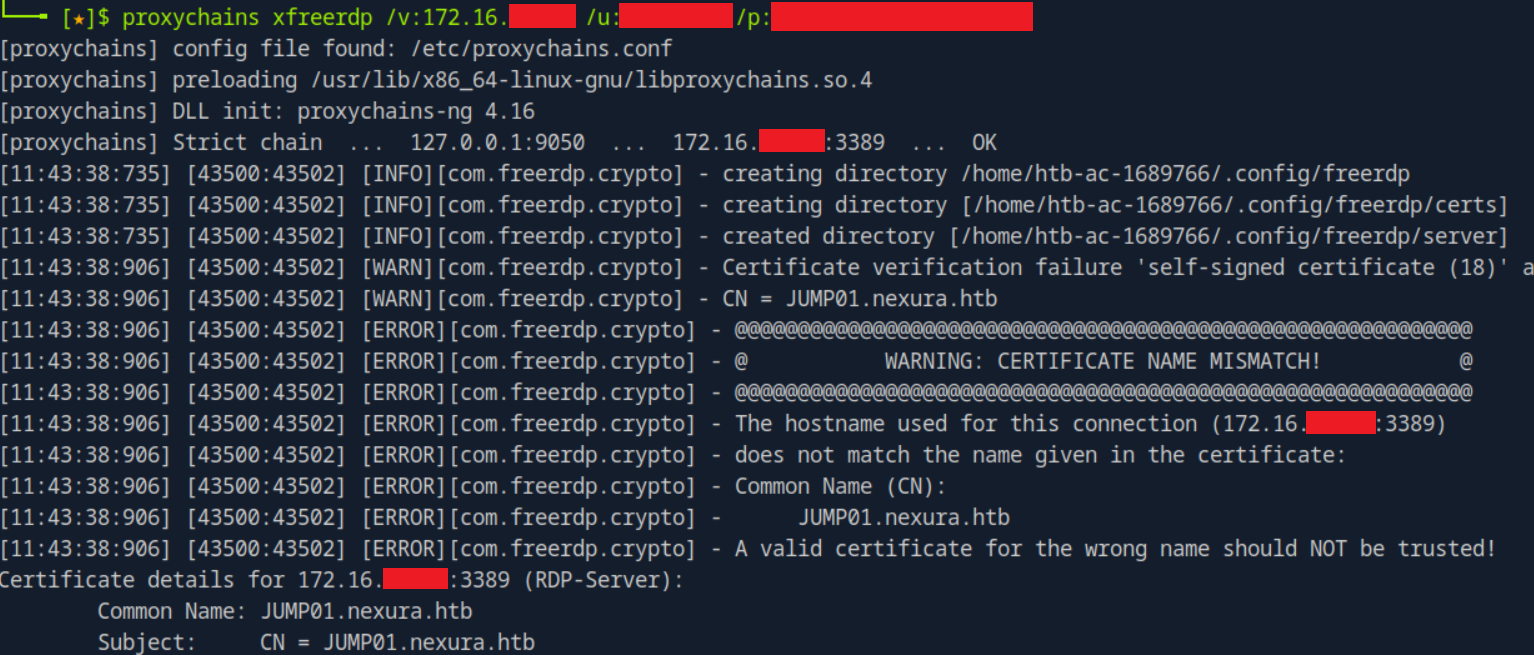 [★]$ proxychains xfreerdp /v:172.16. /u: /p:
[proxychains] config file found: /etc/proxychains.conf
[proxychains] preloading /usr/lib/x86_64-linux-gnu/libproxychains.so.4
[proxychains] DLL init: proxychains-ng 4.16
[proxychains] Strict chain  ...  127.0.0.1:9050  ...  172.16. :3389  ...  OK
[11:43:38:735] [43500:43502] [INFO][com.freerdp.crypto] - creating directory /home/htb-ac-1689766/.config/freerdp
[11:43:38:735] [43500:43502] [INFO][com.freerdp.crypto] - creating directory [/home/htb-ac-1689766/.config/freerdp/certs]
[11:43:38:735] [43500:43502] [INFO][com.freerdp.crypto] - created directory [/home/htb-ac-1689766/.config/freerdp/server]
[11:43:38:906] [43500:43502] [WARN][com.freerdp.crypto] - Certificate verification failure 'self-signed certificate (18)' a
[11:43:38:906] [43500:43502] [WARN][com.freerdp.crypto] - CN = JUMP01.nexura.htb
[11:43:38:906] [43500:43502] [ERROR][com.freerdp.crypto] - @@@@@@@@@@@@@@@@@@@@@@@@@@@@@@@@@@@@@@@@@@@@@@@@@@@@@@@@@@@
[11:43:38:906] [43500:43502] [ERROR][com.freerdp.crypto] - @           WARNING: CERTIFICATE NAME MISMATCH!           @
[11:43:38:906] [43500:43502] [ERROR][com.freerdp.crypto] - @@@@@@@@@@@@@@@@@@@@@@@@@@@@@@@@@@@@@@@@@@@@@@@@@@@@@@@@@@@
[11:43:38:906] [43500:43502] [ERROR][com.freerdp.crypto] - The hostname used for this connection (172.16. :3389)
[11:43:38:906] [43500:43502] [ERROR][com.freerdp.crypto] - does not match the name given in the certificate:
[11:43:38:906] [43500:43502] [ERROR][com.freerdp.crypto] - Common Name (CN):
[11:43:38:906] [43500:43502] [ERROR][com.freerdp.crypto] -      JUMP01.nexura.htb
[11:43:38:906] [43500:43502] [ERROR][com.freerdp.crypto] - A valid certificate for the wrong name should NOT be trusted!
Certificate details for 172.16. :3389 (RDP-Server):
        Common Name: JUMP01.nexura.htb
        Subject:     CN = JUMP01.nexura.htb